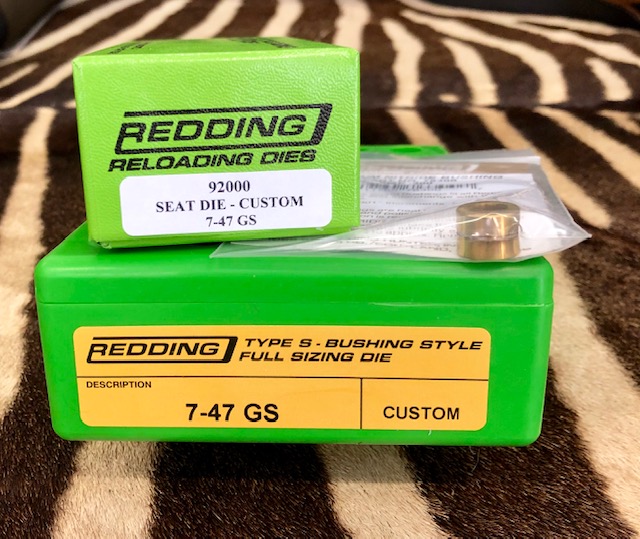 REDDING
RELOADING DIES
92000
SEAT DIE - CUSTOM
7-47 GS
REDDING
TYPE S - BUSHING STYLE
FULL SIZING DIE
DESCRIPTION
7-47 GS
CUSTOM